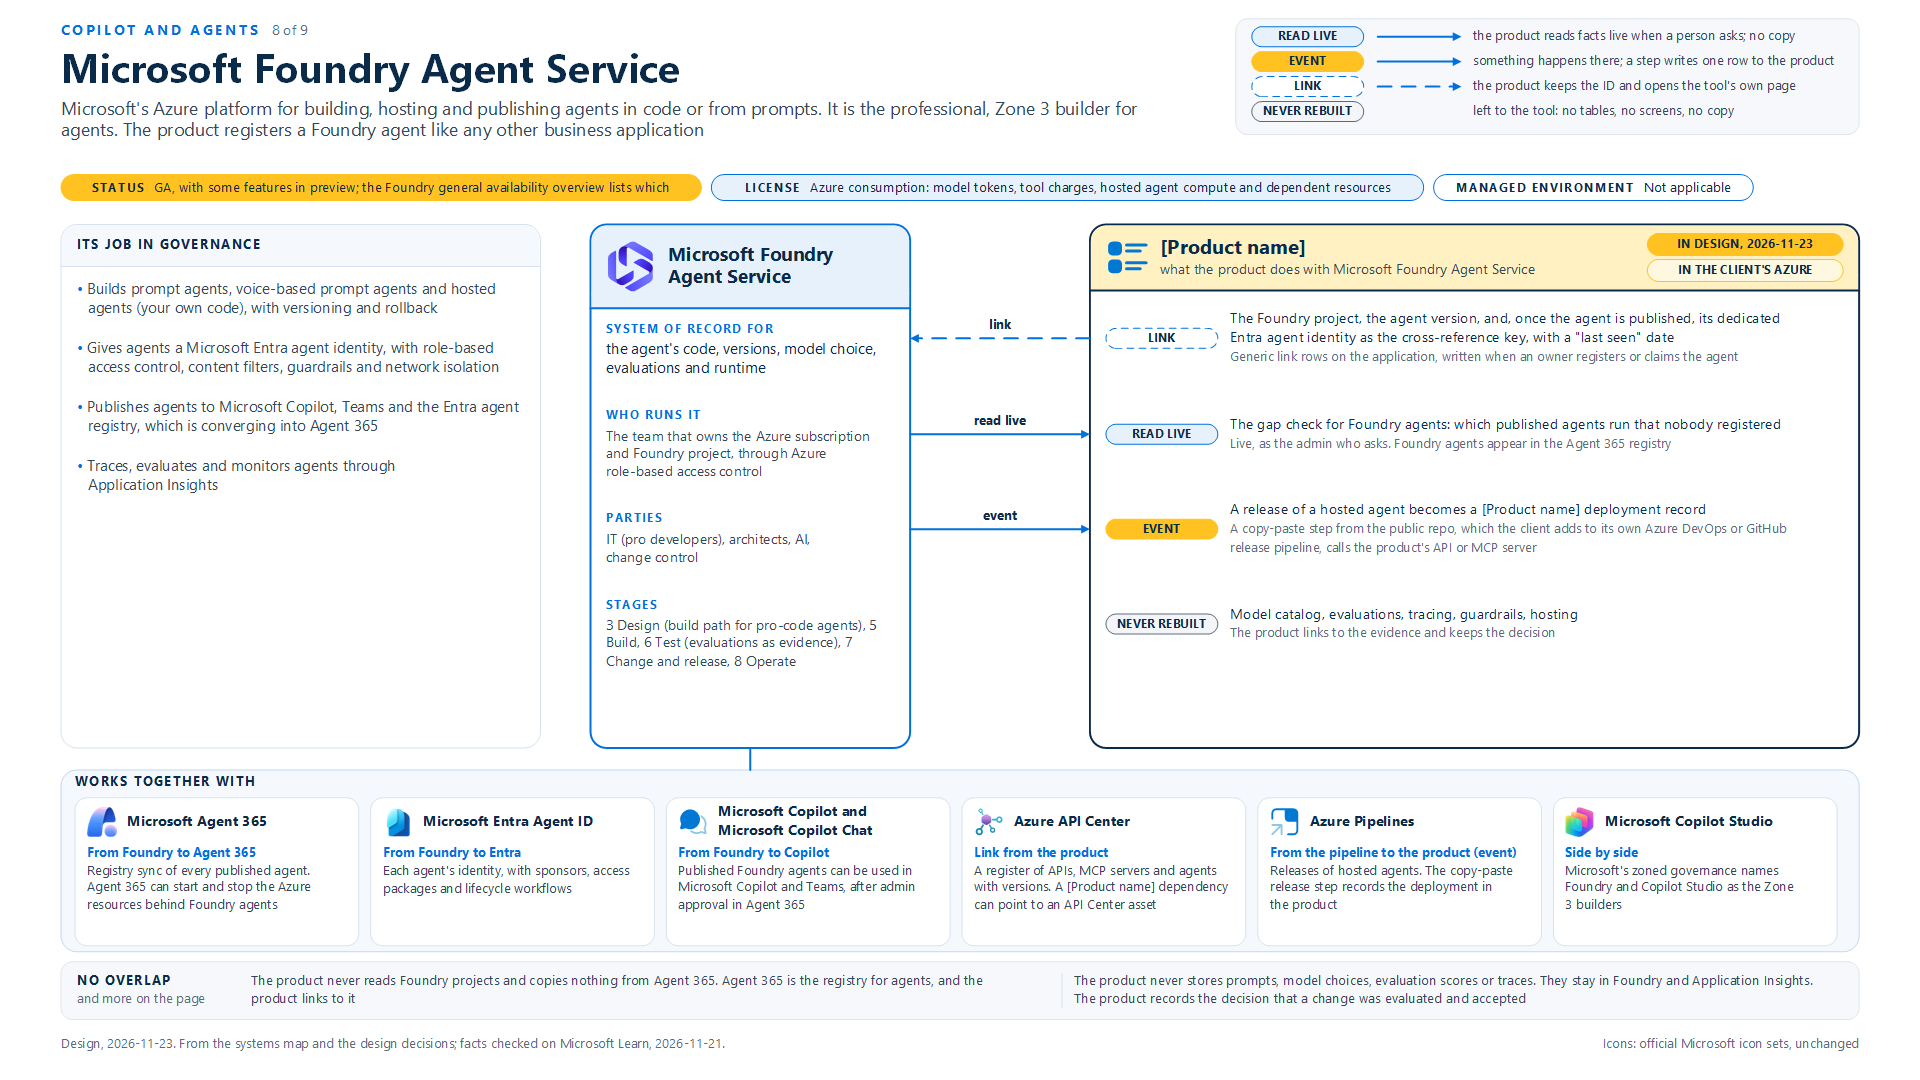 COPILOT AND AGENTS 8 of 9
Microsoft Foundry Agent Service
Microsoft's Azure platform for building, hosting and publishing agents in code or from prompts. It is the professional, Zone 3 builder for
agents. The product registers a Foundry agent like any other business application
READ LIVE the product reads facts live when a person asks; no copy
EVENT something happens there; a step writes one row to the product
LINK the product keeps the ID and opens the tool's own page
NEVER REBUILT left to the tool: no tables, no screens, no copy
STATUS GA, with some features in preview; the Foundry general availability overview lists which
LICENSE Azure consumption: model tokens, tool charges, hosted agent compute and dependent resources
MANAGED ENVIRONMENT Not applicable
ITS JOB IN GOVERNANCE
• Builds prompt agents, voice-based prompt agents and hosted
agents (your own code), with versioning and rollback
• Gives agents a Microsoft Entra agent identity, with role-based
access control, content filters, guardrails and network isolation
• Publishes agents to Microsoft Copilot, Teams and the Entra agent
registry, which is converging into Agent 365
• Traces, evaluates and monitors agents through
Application Insights
Microsoft Foundry
Agent Service
SYSTEM OF RECORD FOR
the agent's code, versions, model choice,
evaluations and runtime
WHO RUNS IT
The team that owns the Azure subscription
and Foundry project, through Azure
role-based access control
PARTIES
IT (pro developers), architects, AI,
change control
STAGES
3 Design (build path for pro-code agents), 5
Build, 6 Test (evaluations as evidence), 7
Change and release, 8 Operate
link
read live
event
[Product name]
what the product does with Microsoft Foundry Agent Service
IN DESIGN, 2026-11-23
IN THE CLIENT'S AZURE
LINK
The Foundry project, the agent version, and, once the agent is published, its dedicated
Entra agent identity as the cross-reference key, with a "last seen" date
Generic link rows on the application, written when an owner registers or claims the agent
READ LIVE
The gap check for Foundry agents: which published agents run that nobody registered
Live, as the admin who asks. Foundry agents appear in the Agent 365 registry
EVENT
A release of a hosted agent becomes a [Product name] deployment record
A copy-paste step from the public repo, which the client adds to its own Azure DevOps or GitHub
release pipeline, calls the product's API or MCP server
NEVER REBUILT
Model catalog, evaluations, tracing, guardrails, hosting
The product links to the evidence and keeps the decision
WORKS TOGETHER WITH
Microsoft Agent 365
From Foundry to Agent 365
Registry sync of every published agent.
Agent 365 can start and stop the Azure
resources behind Foundry agents
Microsoft Entra Agent ID
From Foundry to Entra
Each agent's identity, with sponsors, access
packages and lifecycle workflows
Microsoft Copilot and
Microsoft Copilot Chat
From Foundry to Copilot
Published Foundry agents can be used in
Microsoft Copilot and Teams, after admin
approval in Agent 365
Azure API Center
Link from the product
A register of APIs, MCP servers and agents
with versions. A [Product name] dependency
can point to an API Center asset
Azure Pipelines
From the pipeline to the product (event)
Releases of hosted agents. The copy-paste
release step records the deployment in
the product
Microsoft Copilot Studio
Side by side
Microsoft's zoned governance names
Foundry and Copilot Studio as the Zone
3 builders
NO OVERLAP
and more on the page
The product never reads Foundry projects and copies nothing from Agent 365. Agent 365 is the registry for agents, and the
product links to it
The product never stores prompts, model choices, evaluation scores or traces. They stay in Foundry and Application Insights.
The product records the decision that a change was evaluated and accepted
Design, 2026-11-23. From the systems map and the design decisions; facts checked on Microsoft Learn, 2026-11-21.
Icons: official Microsoft icon sets, unchanged